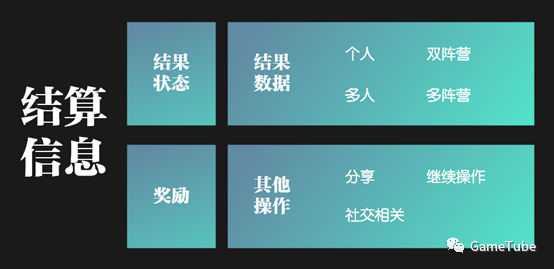 结算
信息
结果
状态
结果
数据
个人
双阵营
多人
多阵营
奖励
其他
操作
分享
继续操作
社交相关
GameTube